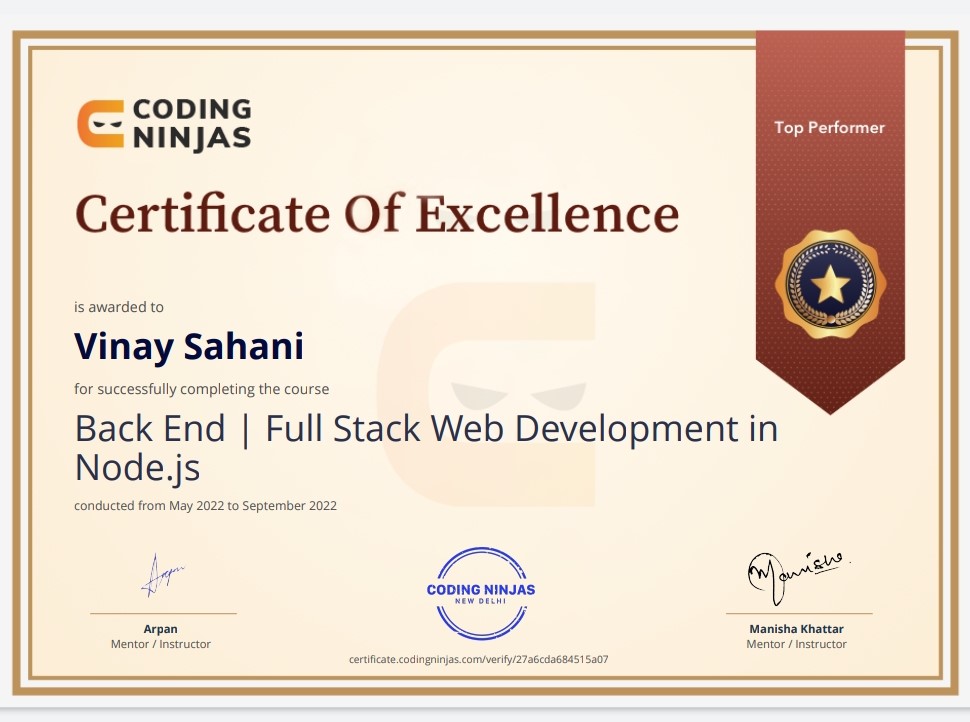 CODING
NINJAS
Top Performer
Certificate Of Excellence
is awarded to
Vinay Sahani
for successfully completing the course
Back End | Full Stack Web Development in
Node.js
conducted from May 2022 to September 2022
Arpan
CODING NINJAS
NEW DELHI
Manisha
Arpan
Mentor / Instructor
Manisha Khattar
Mentor / Instructor
certificate.codingninjas.com/verify/27a6cda684515a07